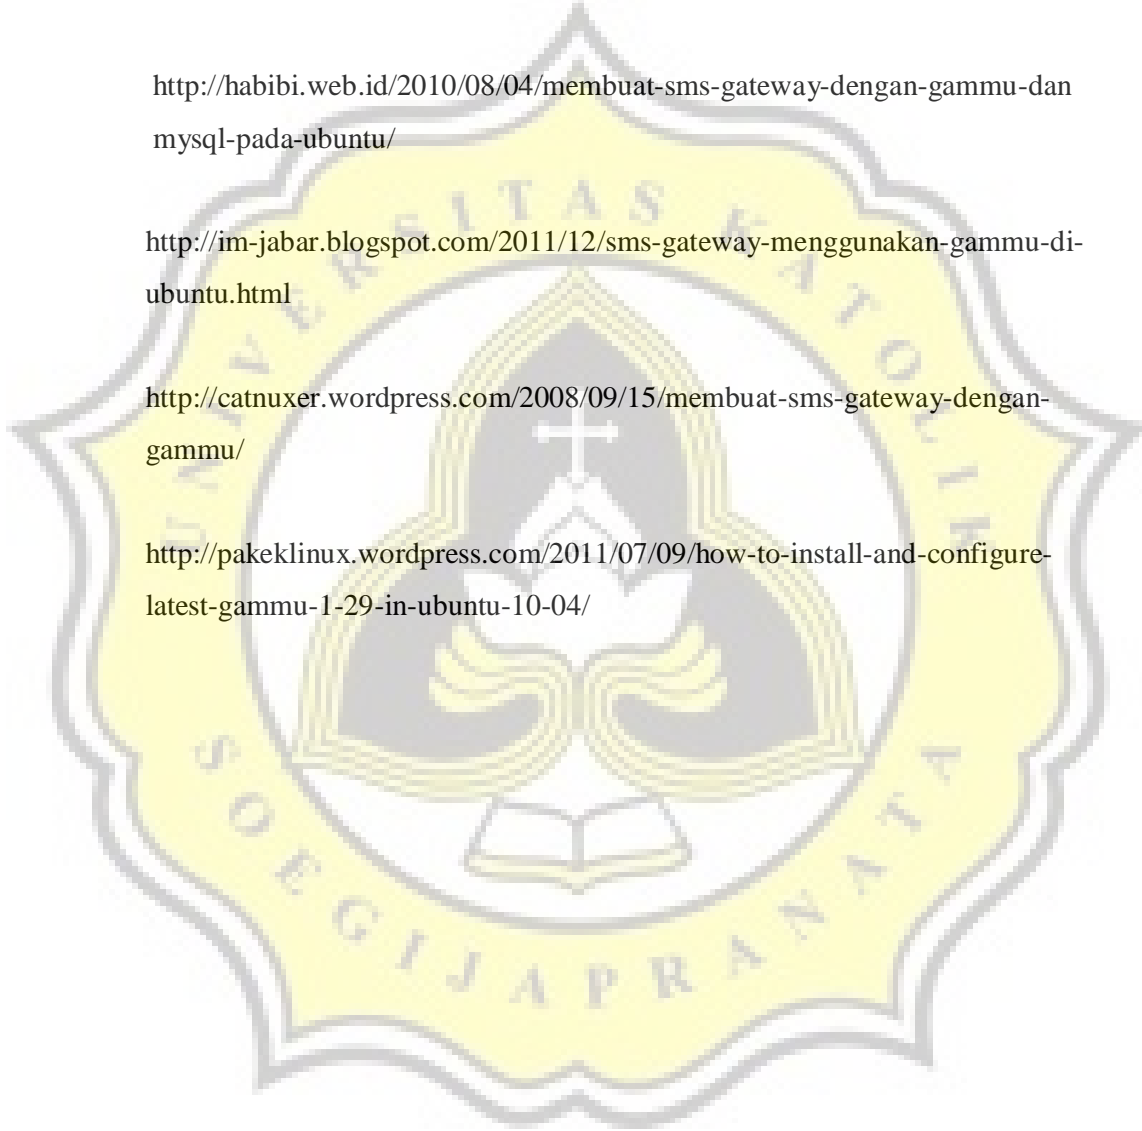 http://habibi.web.id/2010/08/04/membuat-sms-gateway-dengan-gammu-dan
mysql-pada-ubuntu/
UNIVERSITAS KATOLIK
http://im-jabar.blogspot.com/2011/12/sms-gateway-menggunakan-gammu-di-
ubuntu.html
http://catnuxer.wordpress.com/2008/09/15/membuat-sms-gateway-dengan-
gammu/
http://pakeklinux.wordpress.com/2011/07/09/how-to-install-and-configure-
latest-gammu-1-29-in-ubuntu-10-04/
SOEGIJAPRANATA